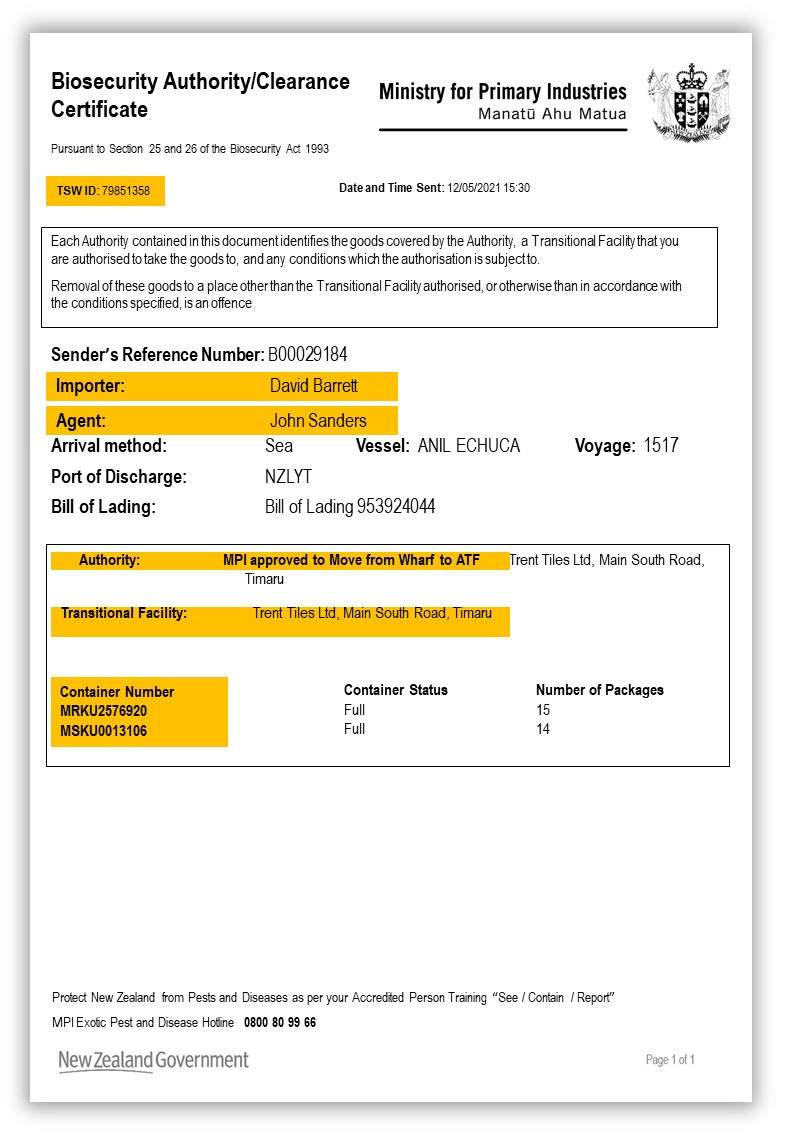 Biosecurity Authority/Clearance
Certificate
Ministry for Primary Industries
Manatū Ahu Matua
Pursuant to Section 25 and 26 of the Biosecurity Act 1993
TSW ID: 79851358
Date and Time Sent: 12/05/2021 15:30
Each Authority contained in this document identifies the goods covered by the Authority, a Transitional Facility that you
are authorised to take the goods to, and any conditions which the authorisation is subject to.
Removal of these goods to a place other than the Transitional Facility authorised, or otherwise than in accordance with
the conditions specified, is an offence
Sender's Reference Number: B00029184
Importer: David Barrett
Agent: John Sanders
Arrival method: Sea Vessel: ANIL ECHUCA Voyage: 1517
Port of Discharge: NZLYT
Bill of Lading: Bill of Lading 953924044
Authority: MPI approved to Move from Wharf to ATF Trent Tiles Ltd, Main South Road,
Timaru
Transitional Facility: Trent Tiles Ltd, Main South Road, Timaru
Container Number Container Status Number of Packages
MRKU2576920 Full 15
MSKU0013106 Full 14
Protect New Zealand from Pests and Diseases as per your Accredited Person Training “See / Contain / Report”
MPI Exotic Pest and Disease Hotline 0800 80 99 66
New Zealand Government
Page 1 of 1